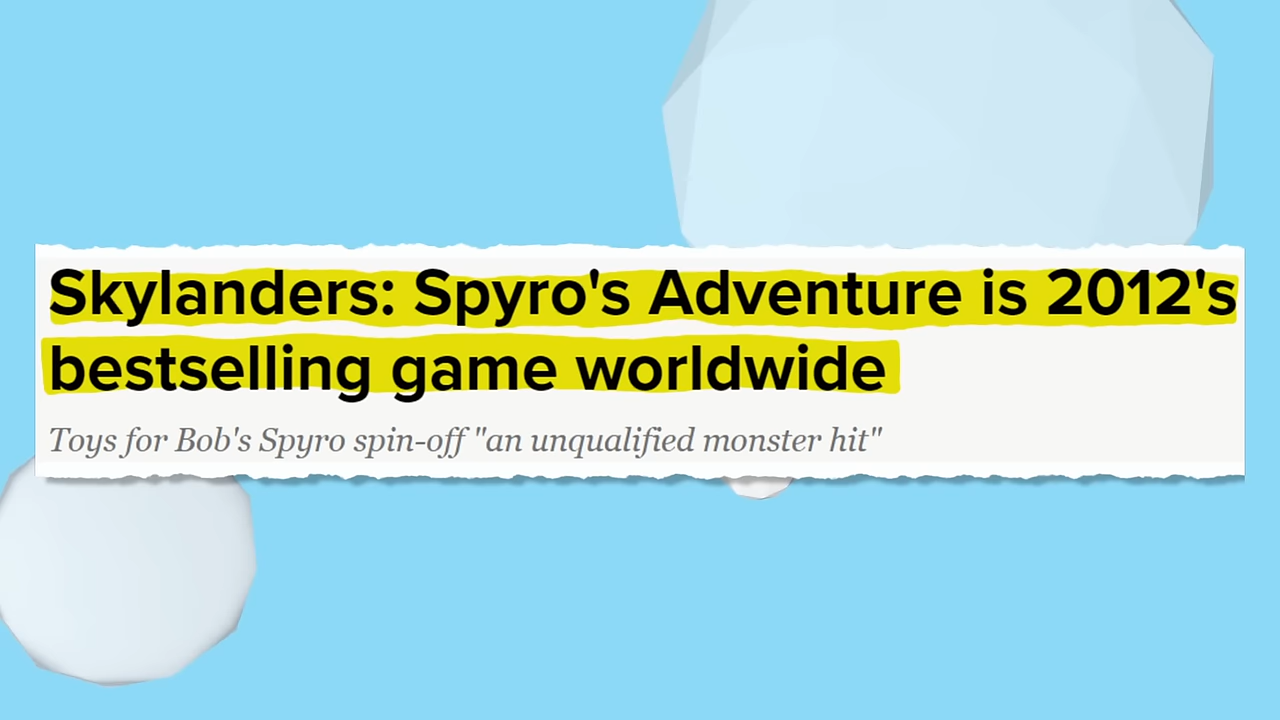 Skylanders: Spyro's Adventure is 2012's
bestselling game worldwide
Toys for Bob's Spyro spin-off "an unqualified monster hit"